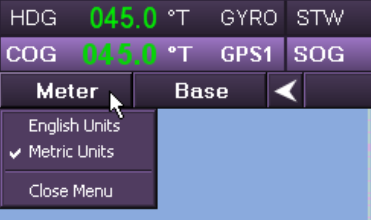 HDG 045.0 °T GYRO STW
COG 045.0 °T GPS1 SOG
Meter Base
English Units
Metric Units
Close Menu